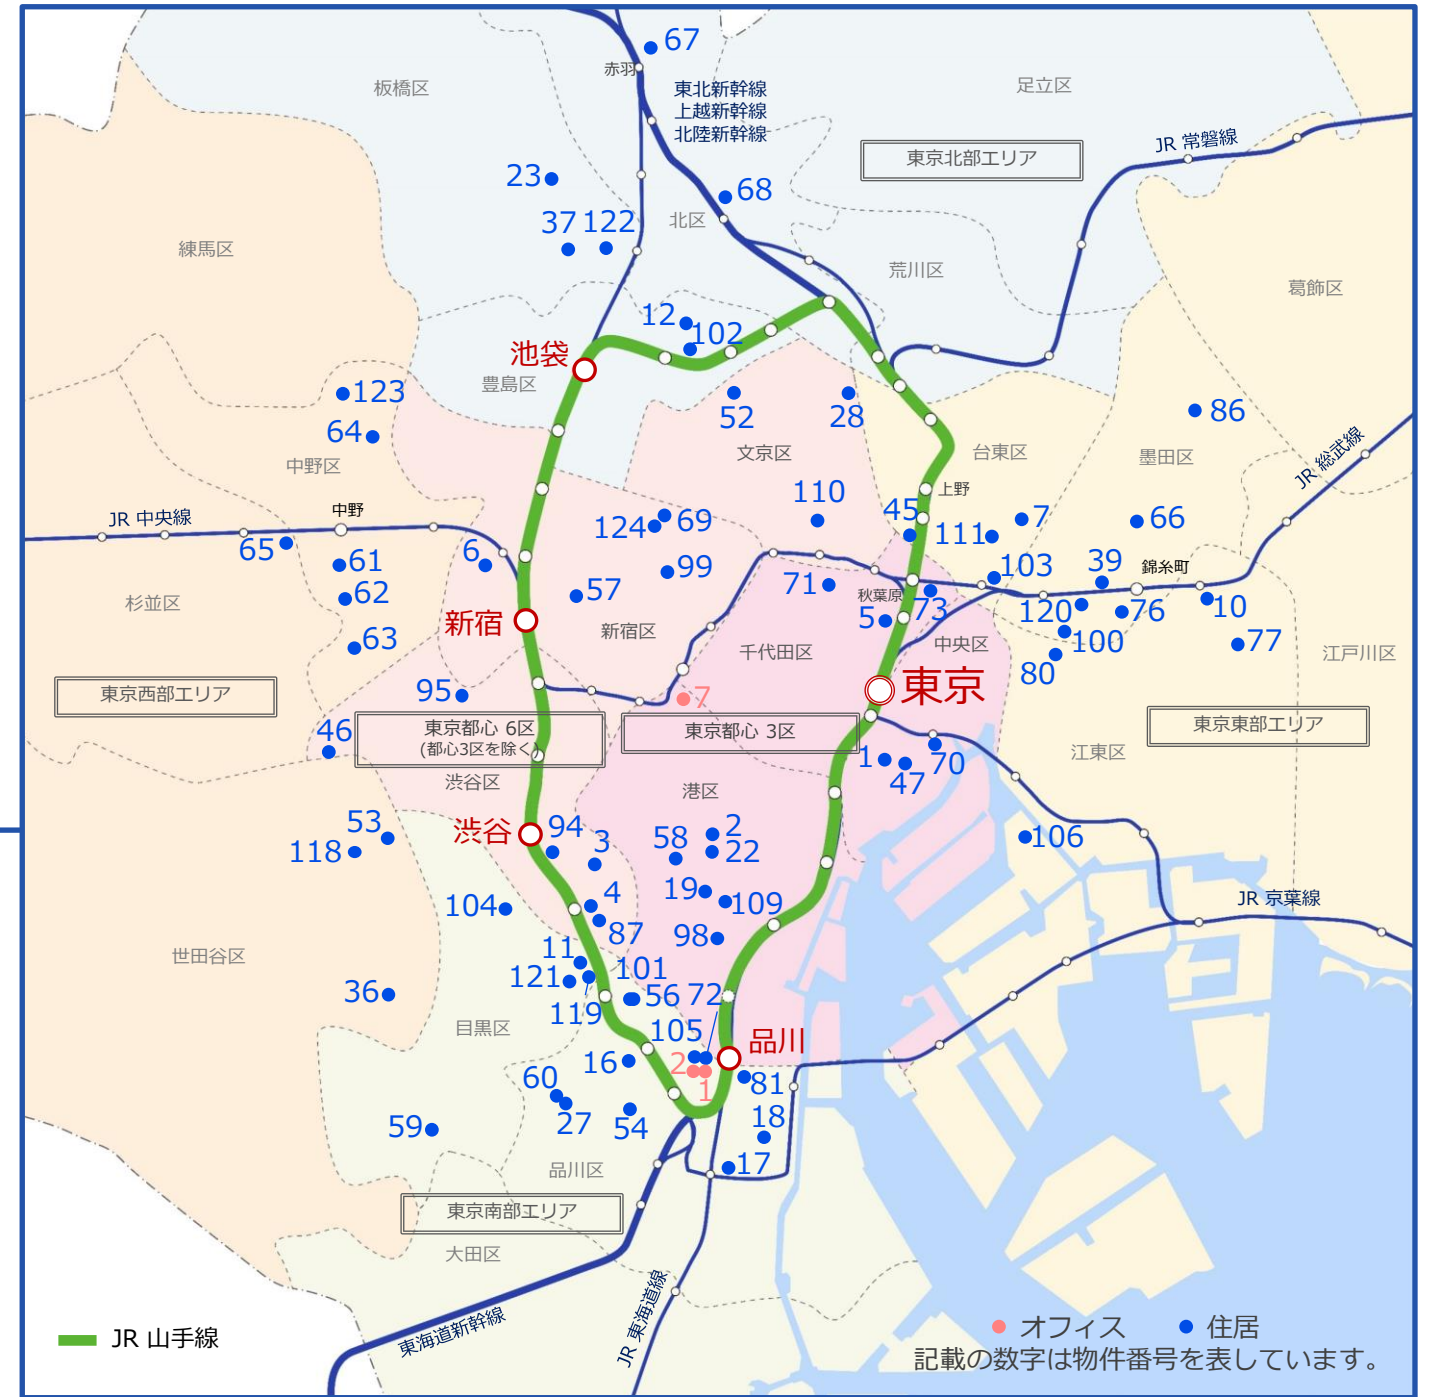 67
赤羽
板橋区
東北新幹線
上越新幹線
北陸新幹線
足立区
JR 常磐線
東京北部エリア
23
68
37
122
北区
練馬区
荒川区
葛飾区
12
102
池袋
豊島区
123
64
中野区
52
28
86
文京区
台東区
墨田区
JR 総武線
上野
JR 中央線
中野
124
69
110
45
111
7
66
65
61
6
99
103
39
錦糸町
62
57
71
秋葉原
73
120
76
10
杉並区
新宿
新宿区
5
100
63
千代田区
中央区
80
77
江戸川区
東京西部エリア
95
7
東京
46
東京都心 6区
(都心3区を除く)
東京都心 3区
東京東部エリア
1
47
70
江東区
渋谷区
港区
53
118
渋谷
94
3
58
2
22
106
104
4
19
109
JR 京葉線
87
98
世田谷区
11
121
101
36
119
56
72
目黒区
105
品川
16
2
1
81
60
27
54
18
59
17
品川区
東京南部エリア
大田区
東海道新幹線
JR 東海道線
JR 山手線
オフィス
住居
記載の数字は物件番号を表しています。